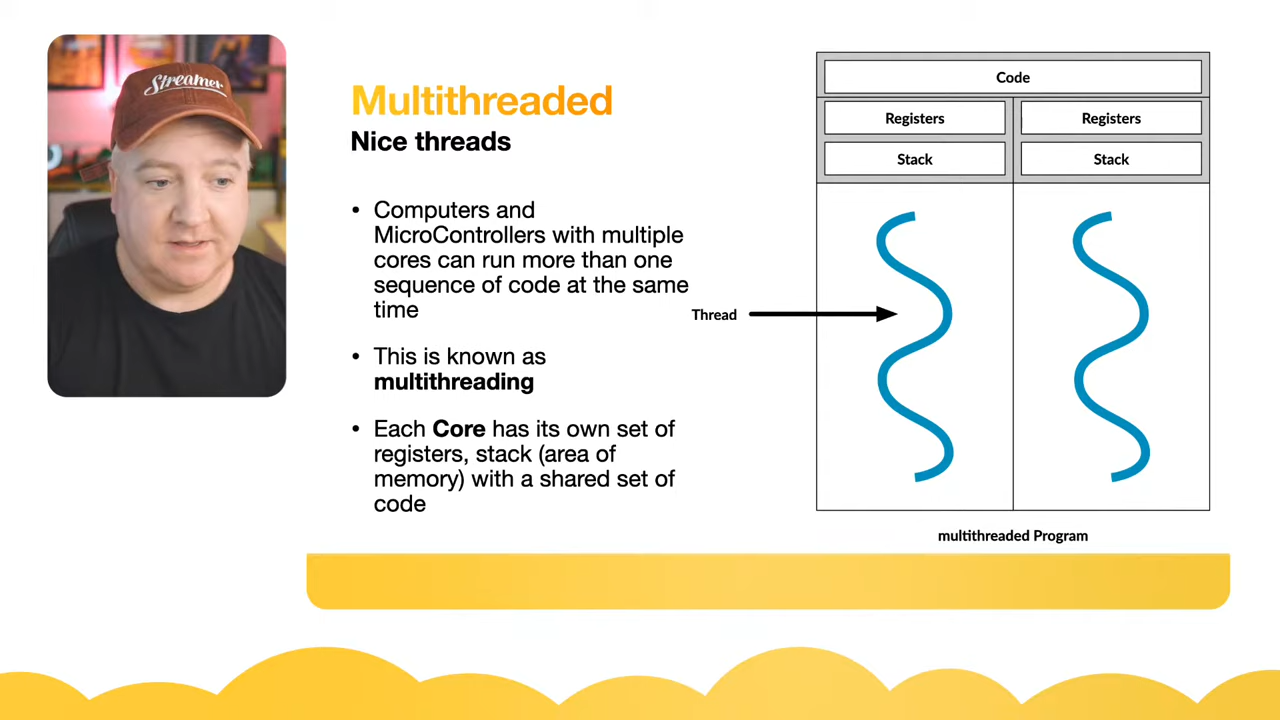 Streamer
Multithreaded
Nice threads
• Computers and
MicroControllers with multiple
cores can run more than one
sequence of code at the same
time
• This is known as
multithreading
• Each Core has its own set of
registers, stack (area of
memory) with a shared set of
code
Code
Registers Registers
Stack Stack
Thread
multithreaded Program